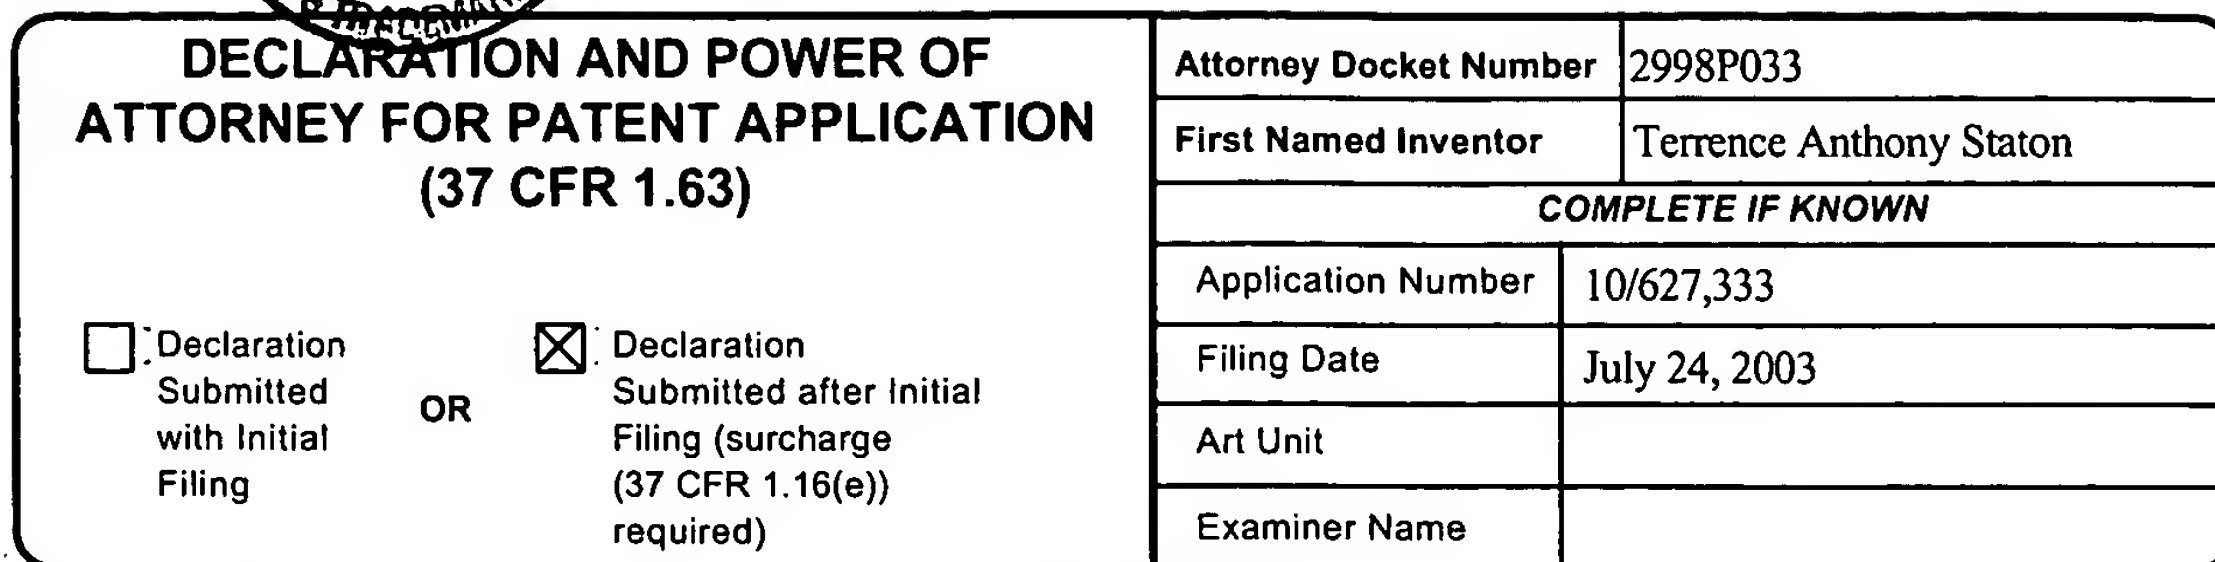 DECLARATION AND POWER OF
ATTORNEY FOR PATENT APPLICATION
(37 CFR 1.63)
Declaration
Submitted
with Initial
Filing
OR
Declaration
Submitted after Initial
Filing (surcharge
(37 CFR 1.16(e))
required)
Attorney Docket Number 2998P033
First Named Inventor Terrence Anthony Staton
COMPLETE IF KNOWN
Application Number 10/627,333
Filing Date July 24, 2003
Art Unit
Examiner Name